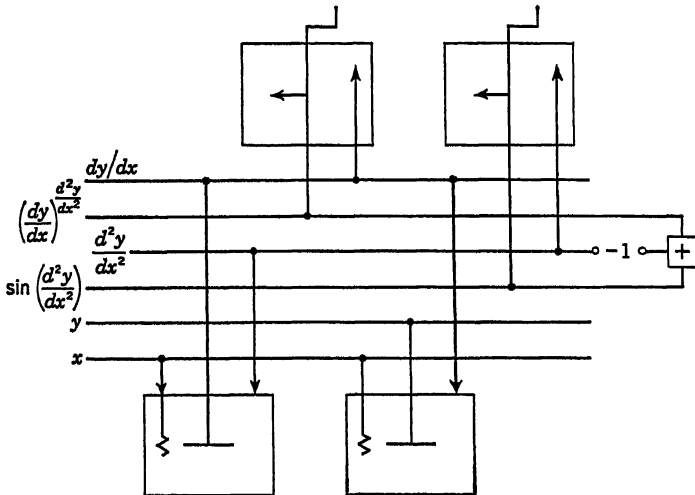 dy/dx
(dy/dx)^{d²y/dx²}
d²y/dx²
-1
+
sin (d²y/dx²)
y
x